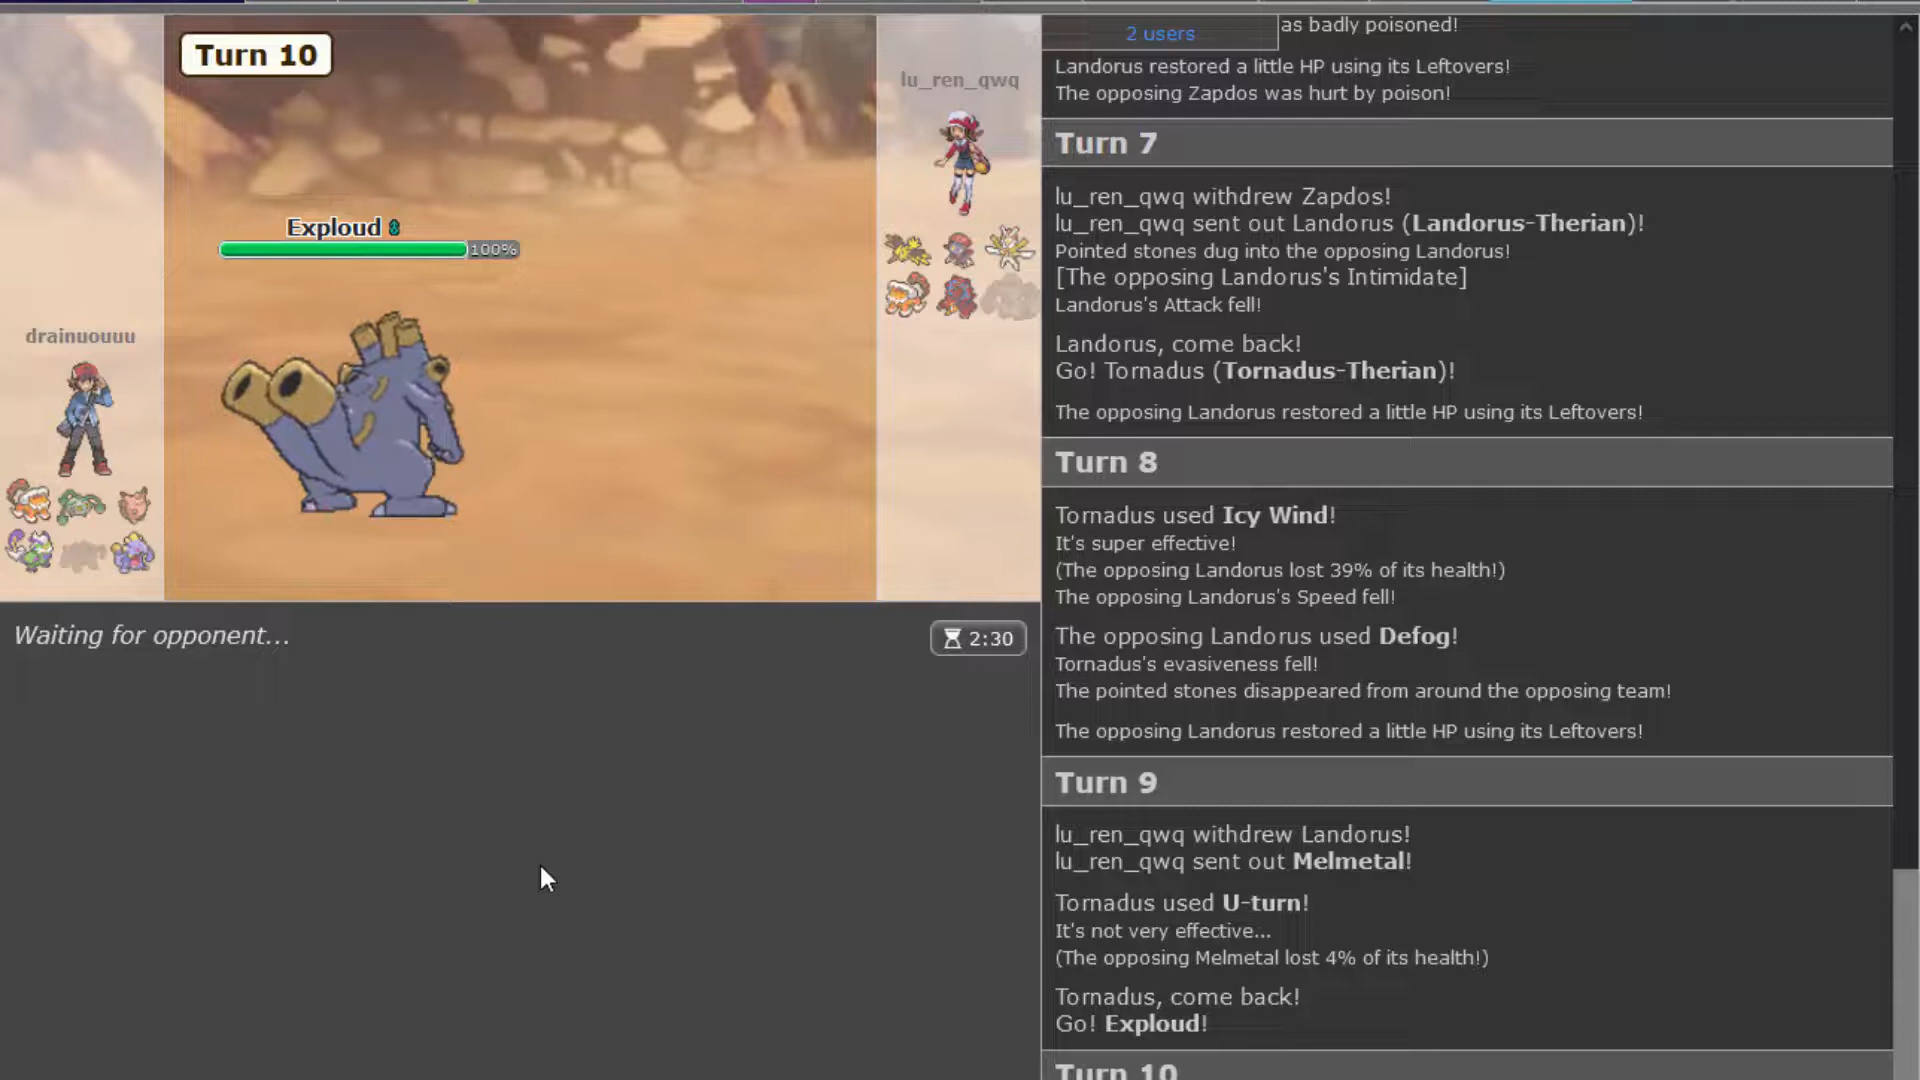 Turn 10
lu_ren_qwq
Exploud
100%
drainuouuu
Waiting for opponent...
2:30
2 users
as badly poisoned!
Landorus restored a little HP using its Leftovers!
The opposing Zapdos was hurt by poison!
Turn 7
lu_ren_qwq withdrew Zapdos!
lu_ren_qwq sent out Landorus (Landorus-Therian)!
Pointed stones dug into the opposing Landorus!
[The opposing Landorus's Intimidate]
Landorus's Attack fell!
Landorus, come back!
Go! Tornadus (Tornadus-Therian)!
The opposing Landorus restored a little HP using its Leftovers!
Turn 8
Tornadus used Icy Wind!
It's super effective!
(The opposing Landorus lost 39% of its health!)
The opposing Landorus's Speed fell!
The opposing Landorus used Defog!
Tornadus's evasiveness fell!
The pointed stones disappeared from around the opposing team!
The opposing Landorus restored a little HP using its Leftovers!
Turn 9
lu_ren_qwq withdrew Landorus!
lu_ren_qwq sent out Melmetal!
Tornadus used U-turn!
It's not very effective...
(The opposing Melmetal lost 4% of its health!)
Tornadus, come back!
Go! Exploud!
Turn 10